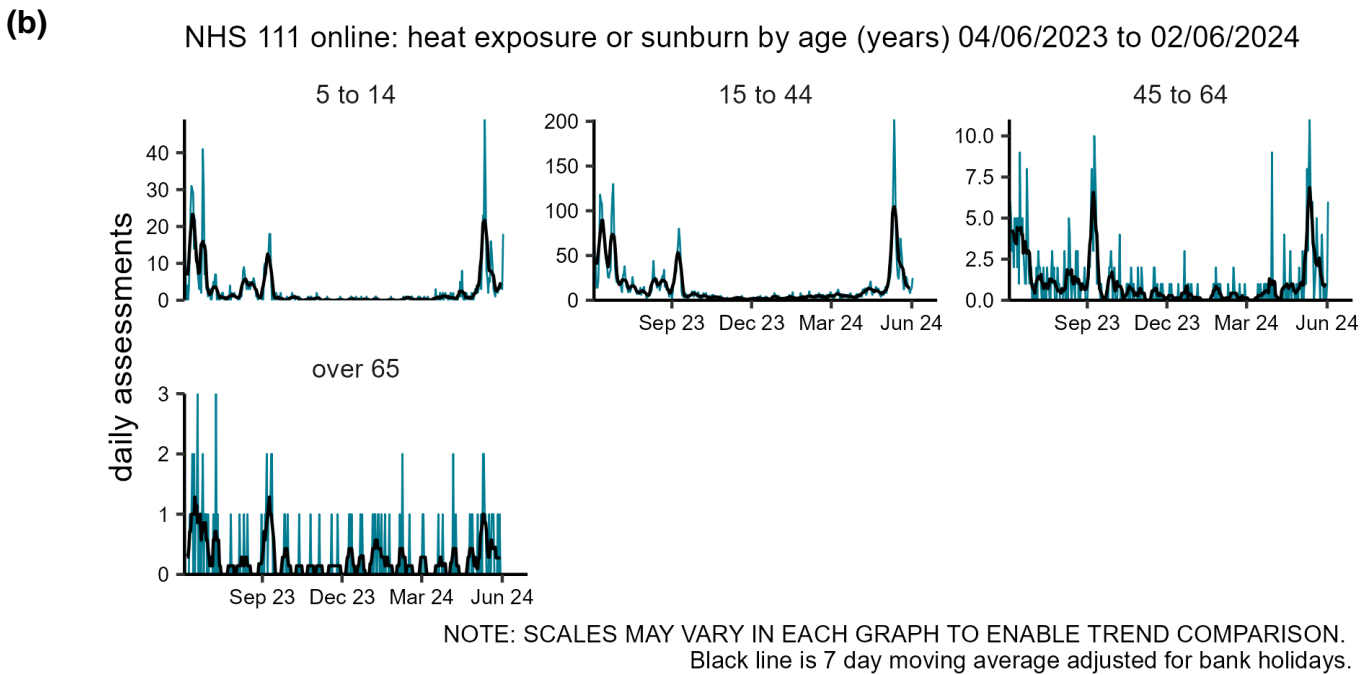 (b)
NHS 111 online: heat exposure or sunburn by age (years) 04/06/2023 to 02/06/2024
daily assessments
5 to 14
40
30
20
10
0
15 to 44
200
150
100
50
0
Sep 23 Dec 23 Mar 24 Jun 24
45 to 64
10.0
7.5
5.0
2.5
0.0
Sep 23 Dec 23 Mar 24 Jun 24
over 65
3
2
1
0
Sep 23 Dec 23 Mar 24 Jun 24
NOTE: SCALES MAY VARY IN EACH GRAPH TO ENABLE TREND COMPARISON.
Black line is 7 day moving average adjusted for bank holidays.